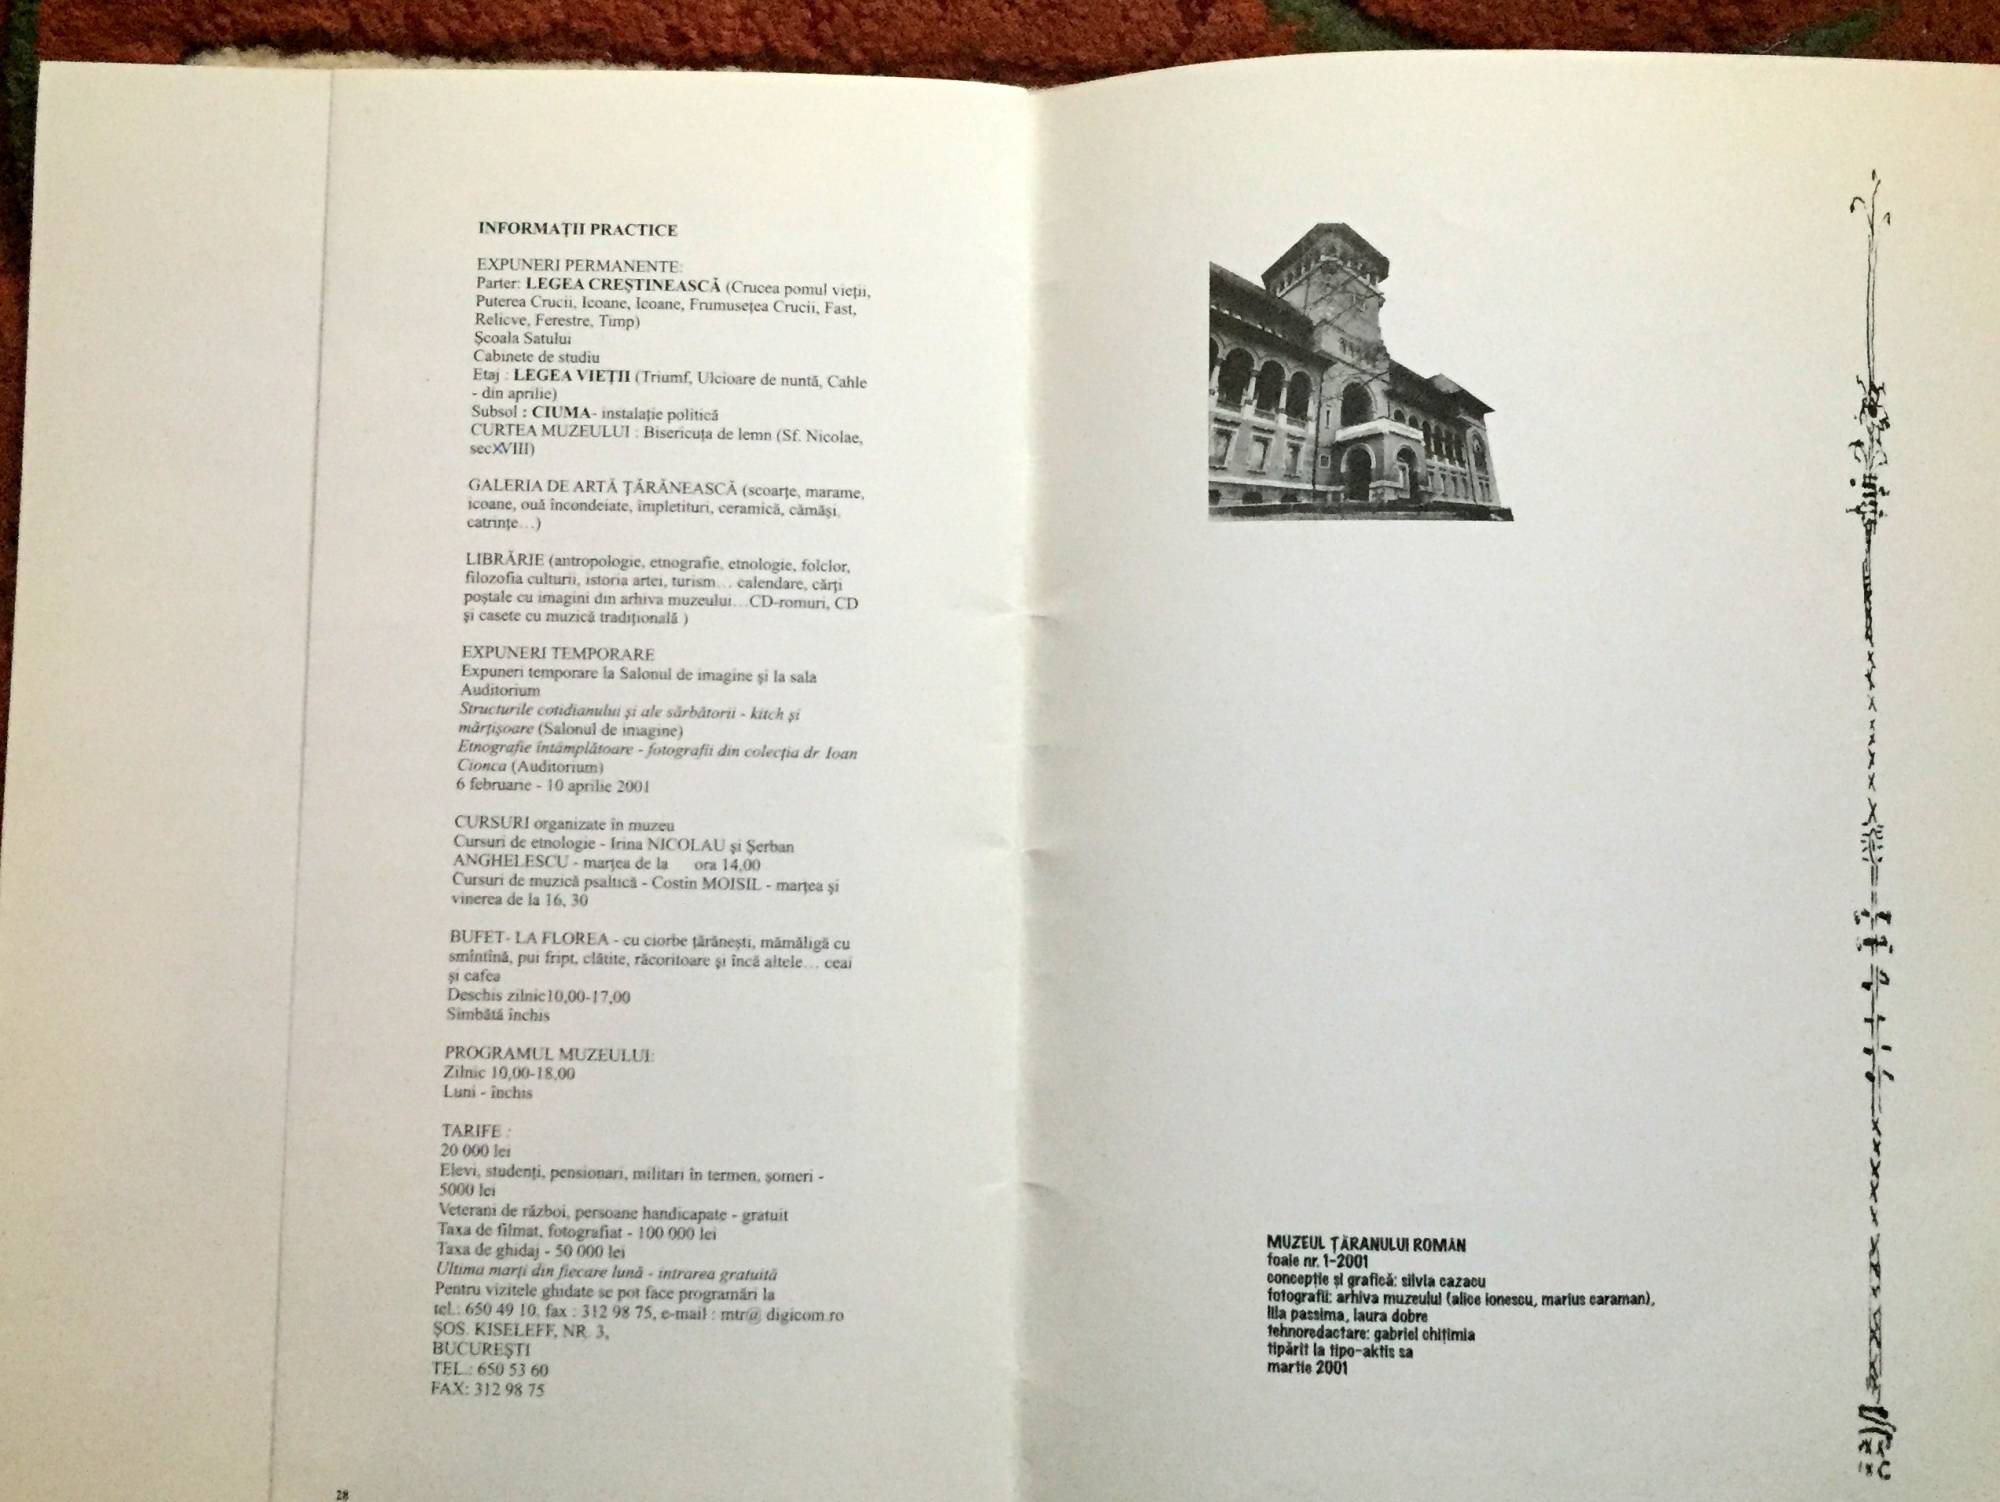 INFORMAŢII PRACTICE
EXPUNERI PERMANENTE:
Parter: LEGEA CREŞTINEASCĂ (Crucea pomul vieţii,
Puterea Crucii, Icoane, Icoane, Frumuseţea Crucii, Fast,
Relicve, Ferestre, Timp)
Şcoala Satului
Cabinete de studiu
Etaj : LEGEA VIEŢII (Triumf, Ulcioare de nuntă, Cahle
- din aprilie)
Subsol : CIUMA- instalaţie politică
CURTEA MUZEULUI : Bisericuţa de lemn (Sf. Nicolae,
secXVIII)
GALERIA DE ARTĂ ŢĂRĂNEASCĂ (scoarţe, marame,
icoane, ouă încondeiate, împletituri, ceramică, cămăşi,
catrinţe...)
LIBRĂRIE (antropologie, etnografie, etnologie, folclor,
filozofia culturii, istoria artei, turism... calendare, cărţi
poştale cu imagini din arhiva muzeului...CD-romuri, CD
şi casete cu muzică tradiţională )
EXPUNERI TEMPORARE
Expuneri temporare la Salonul de imagine şi la sala
Auditorium
Structurile cotidianului şi ale sărbătorii - kitch şi
mărţişoare (Salonul de imagine)
Etnografie întâmplătoare - fotografii din colecţia dr. Ioan
Cionca (Auditorium)
6 februarie - 10 aprilie 2001
CURSURI organizate în muzeu
Cursuri de etnologie - Irina NICOLAU şi Şerban
ANGHELESCU - marţea de la ora 14,00
Cursuri de muzică psaltică - Costin MOISIL - marţea şi
vinerea de la 16, 30
BUFET- LA FLOREA - cu ciorbe ţărăneşti, mămăligă cu
smîntînă, pui fript, clătite, răcoritoare şi încă altele... ceai
şi cafea
Deschis zilnic10,00-17,00
Simbătă închis
PROGRAMUL MUZEULUI:
Zilnic 10,00-18,00
Luni - închis
TARIFE :
20 000 lei
Elevi, studenţi, pensionari, militari în termen, şomeri -
5000 lei
Veterani de război, persoane handicapate - gratuit
Taxa de filmat, fotografiat - 100 000 lei
Taxa de ghidaj - 50 000 lei
Ultima marţi din fiecare lună - intrarea gratuită
Pentru vizitele ghidate se pot face programări la
tel.: 650 49 10, fax : 312 98 75, e-mail : mtr@ digicom.ro
ŞOS. KISELEFF, NR. 3,
BUCUREŞTI
TEL.: 650 53 60
FAX: 312 98 75
28
MUZEUL ŢĂRANULUI ROMÂN
foaie nr. 1-2001
concepţie şi grafică: silvia cazacu
fotografii: arhiva muzeului (alice ionescu, marius caraman),
lila passima, laura dobre
tehnoredactare: gabriel chiţimia
tipărit la tipo-aktis sa
martie 2001